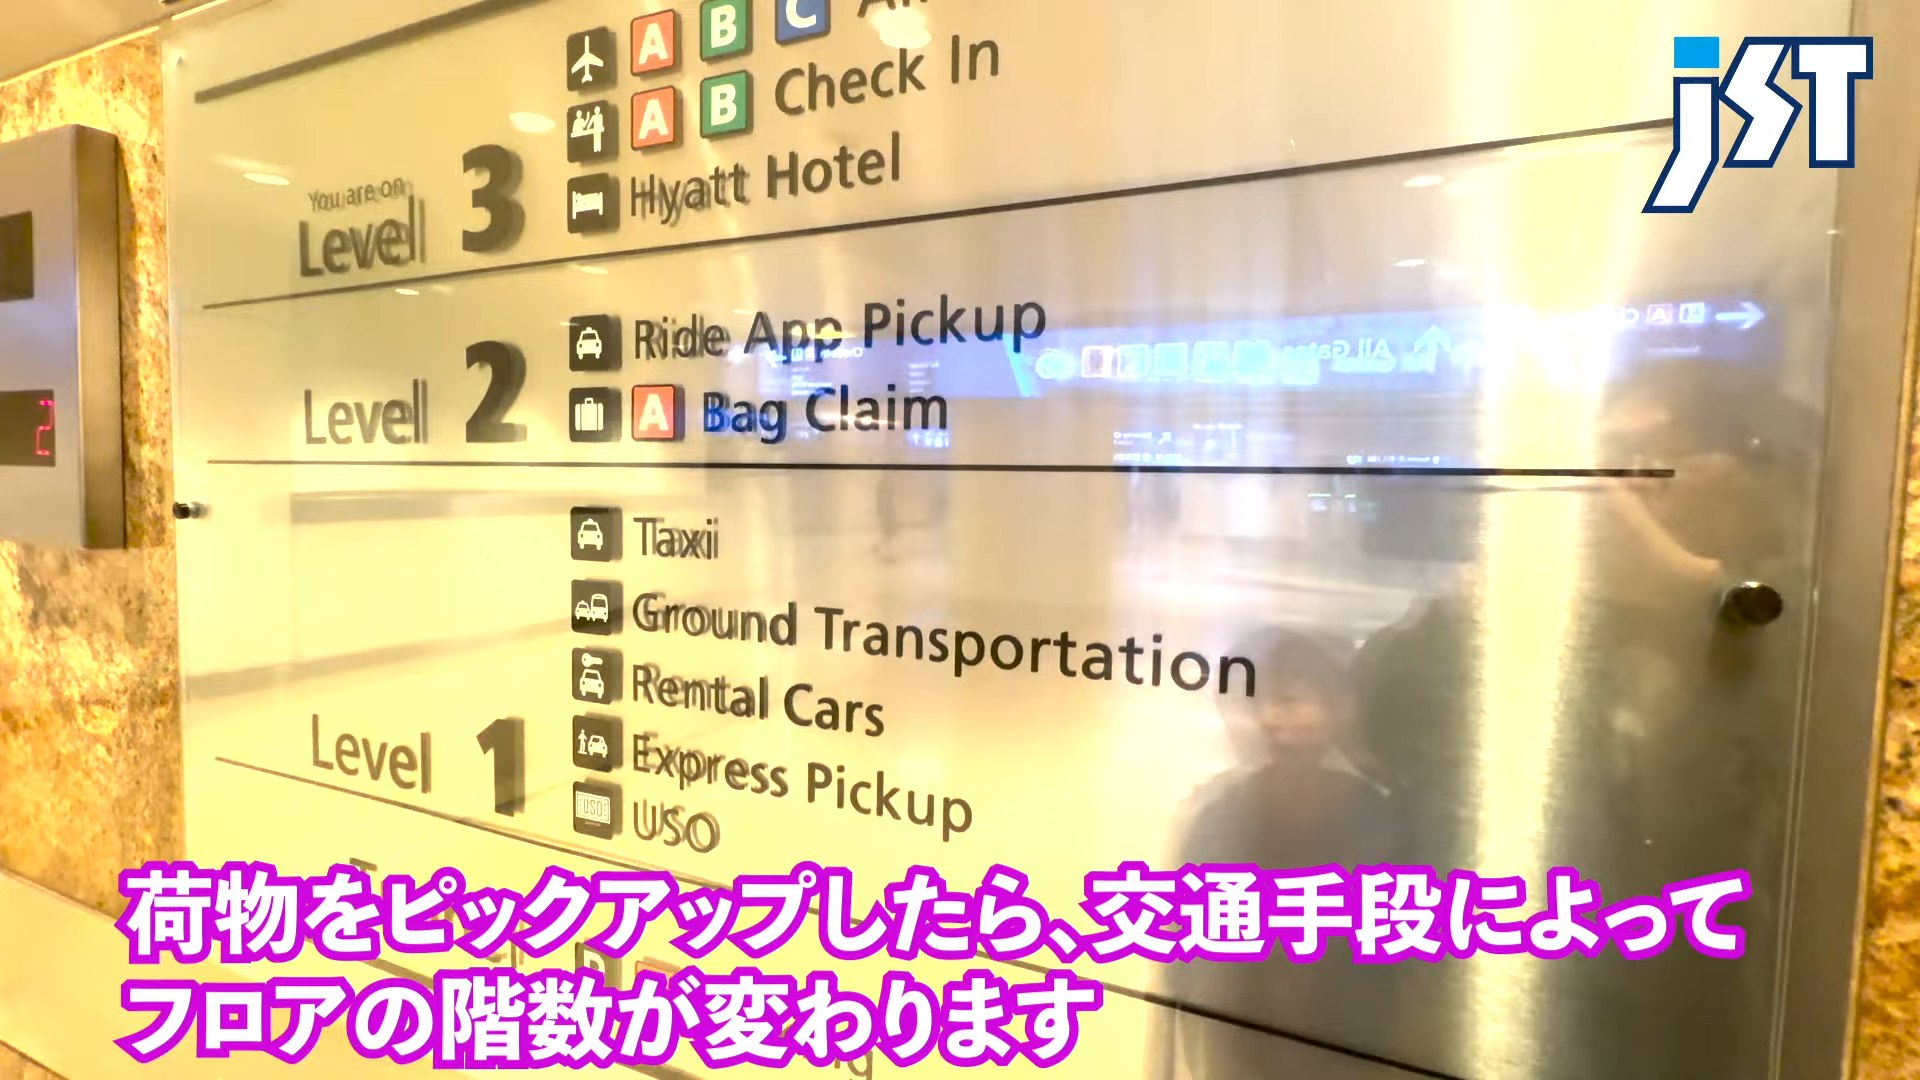 A B C
A B Check In
You are on
Level 3
Hyatt Hotel
Ride App Pickup
Level 2
A Bag Claim
2
Taxi
Ground Transportation
Rental Cars
Level 1
Express Pickup
USO USO
JST
荷物をピックアップしたら、交通手段によって
フロアの階数が変わります